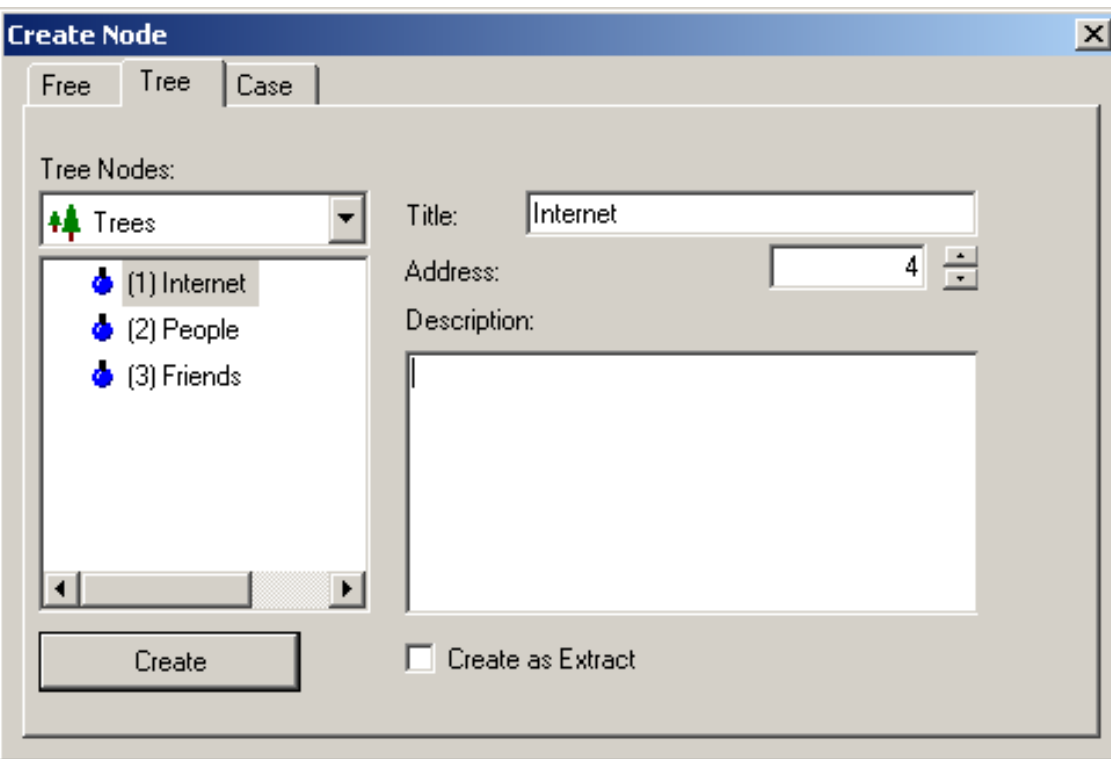 Create Node
Free Tree Case
Tree Nodes:
Trees
(1) Internet
(2) People
(3) Friends
Create
Title: Internet
Address: 4
Description:
Create as Extract